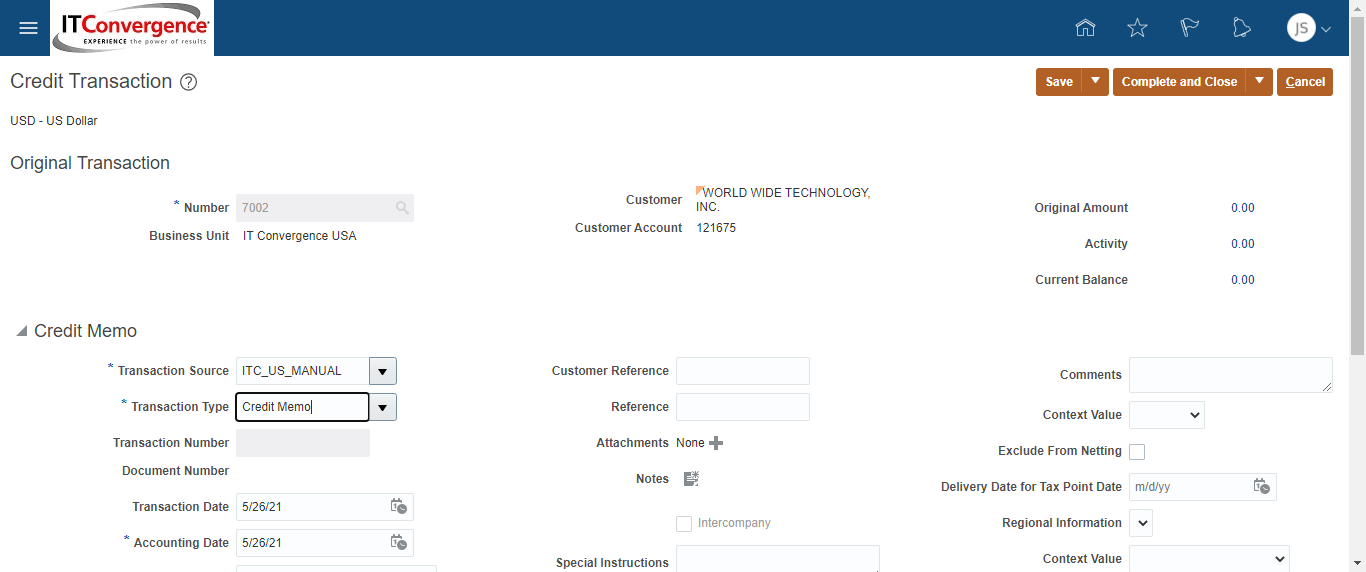 ITConvergence
EXPERIENCE the power of results
JS
Credit Transaction ?
Save
Complete and Close
Cancel
USD - US Dollar
Original Transaction
* Number 7002
Business Unit IT Convergence USA
Customer WORLD WIDE TECHNOLOGY,
INC.
Customer Account 121675
Original Amount 0.00
Activity 0.00
Current Balance 0.00
Credit Memo
* Transaction Source ITC_US_MANUAL
* Transaction Type Credit Memo
Transaction Number
Document Number
Transaction Date 5/26/21
* Accounting Date 5/26/21
Customer Reference
Reference
Attachments None
Notes
Intercompany
Special Instructions
Comments
Context Value
Exclude From Netting
Delivery Date for Tax Point Date m/d/yy
Regional Information
Context Value